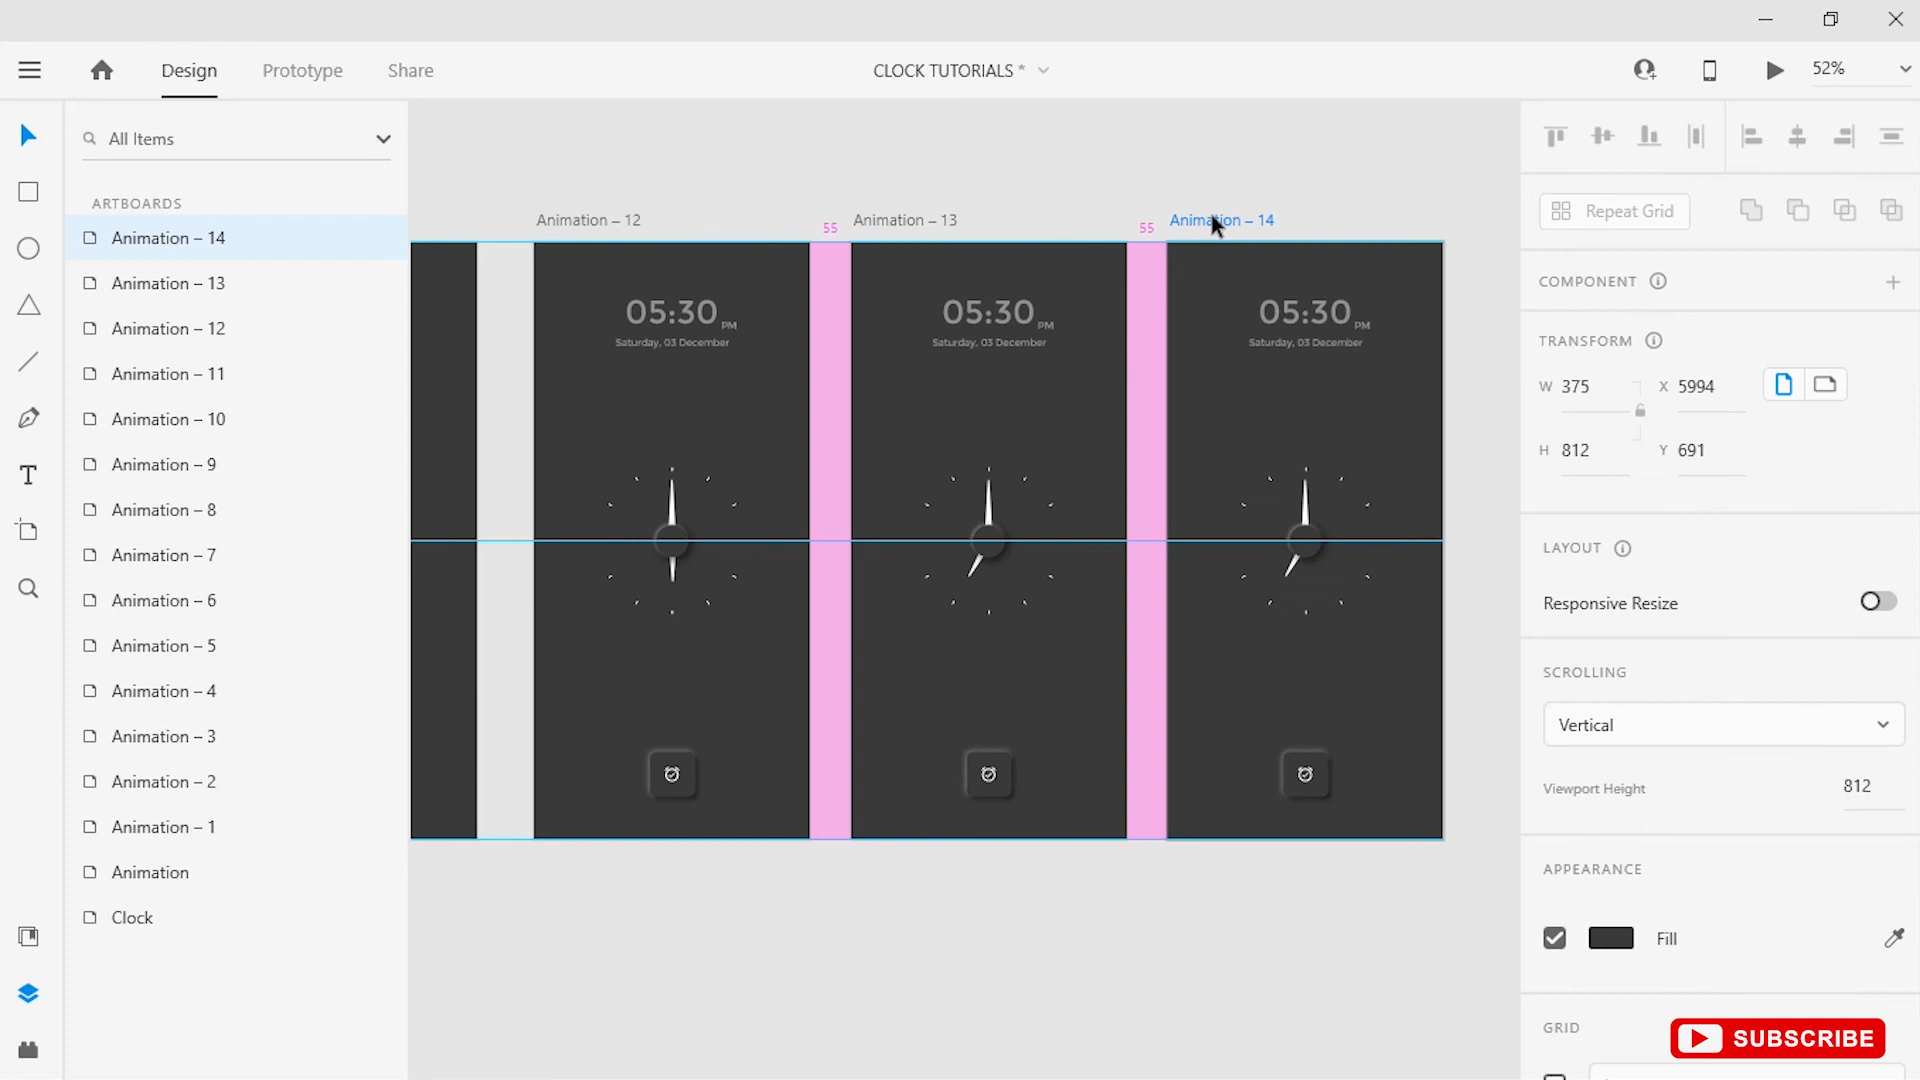 Design
Prototype
Share
CLOCK TUTORIALS *
52%
All Items
ARTBOARDS
Animation – 14
Animation – 13
Animation – 12
Animation – 11
Animation – 10
Animation – 9
Animation – 8
Animation – 7
Animation – 6
Animation – 5
Animation – 4
Animation – 3
Animation – 2
Animation – 1
Animation
Clock
Animation – 12
55
Animation – 13
55
Animation – 14
05:30 PM
Saturday, 03 December
05:30 PM
Saturday, 03 December
05:30 PM
Saturday, 03 December
Repeat Grid
COMPONENT
TRANSFORM
W 375
X 5994
H 812
Y 691
LAYOUT
Responsive Resize
SCROLLING
Vertical
Viewport Height
812
APPEARANCE
Fill
GRID
SUBSCRIBE